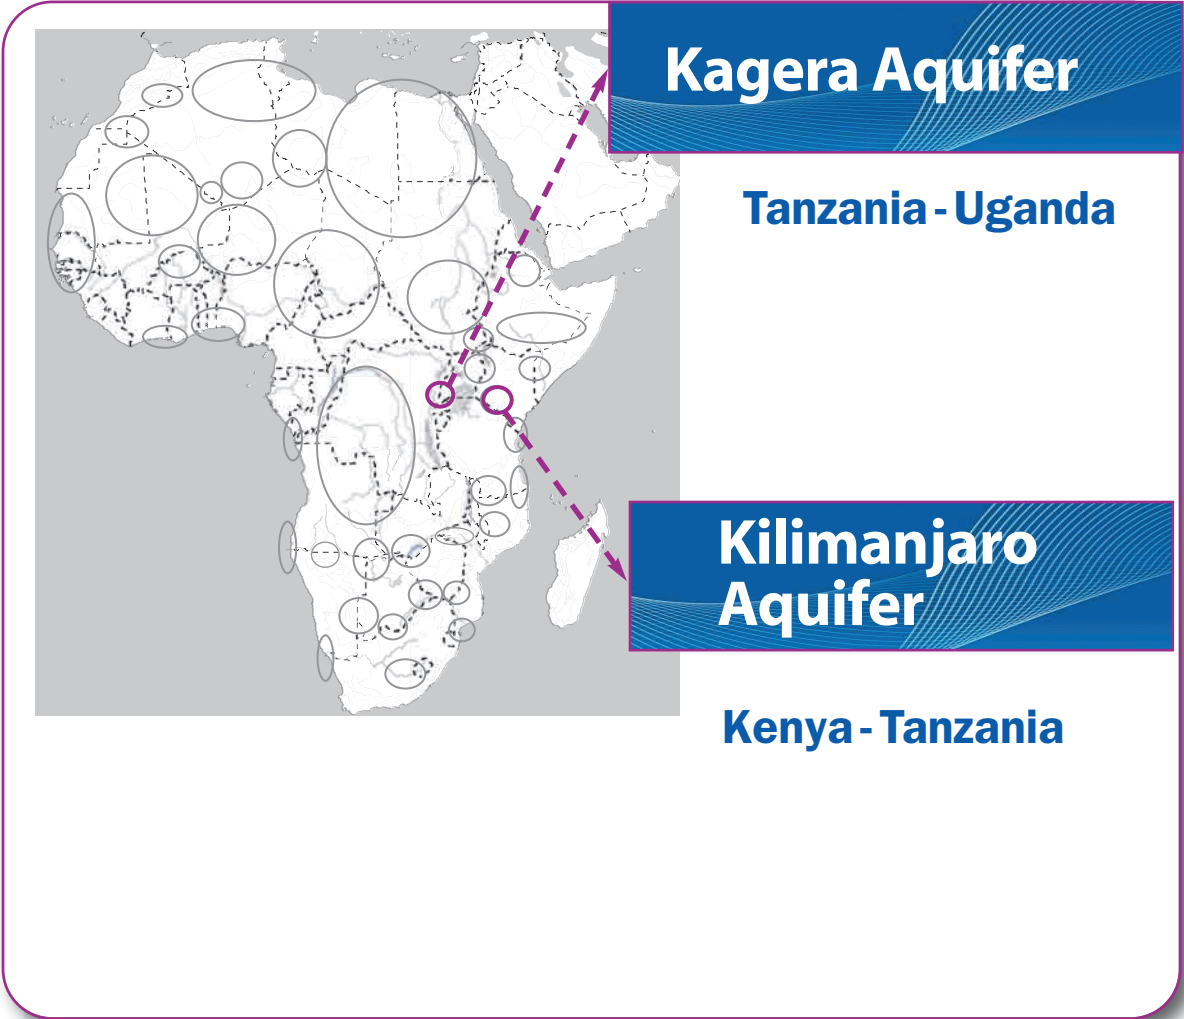 Kagera Aquifer
Tanzania - Uganda
Kilimanjaro
Aquifer
Kenya - Tanzania